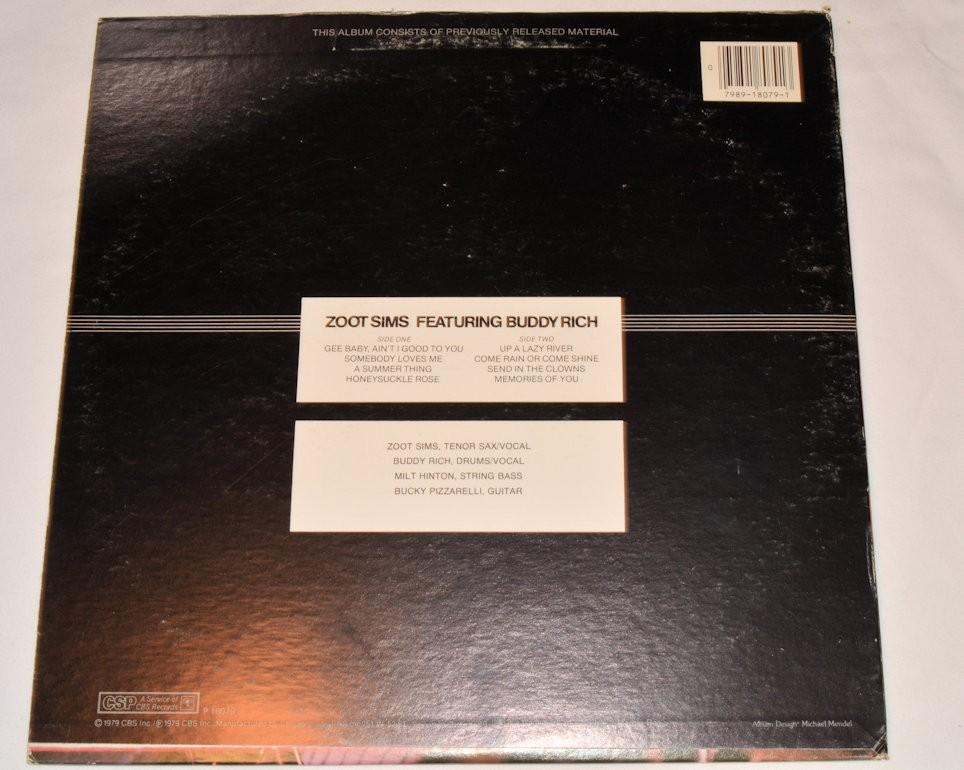 THIS ALBUM CONSISTS OF PREVIOUSLY RELEASED MATERIAL
0
7989-18079-1
ZOOT SIMS FEATURING BUDDY RICH
SIDE ONE
GEE BABY, AIN'T I GOOD TO YOU
SOMEBODY LOVES ME
A SUMMER THING
HONEYSUCKLE ROSE
SIDE TWO
UP A LAZY RIVER
COME RAIN OR COME SHINE
SEND IN THE CLOWNS
MEMORIES OF YOU
ZOOT SIMS, TENOR SAX/VOCAL
BUDDY RICH, DRUMS/VOCAL
MILT HINTON, STRING BASS
BUCKY PIZZARELLI, GUITAR
CSP A Service of
CBS Records
© 1979 CBS Inc./℗ 1979 CBS Inc.
Album Design: Michael Mendel